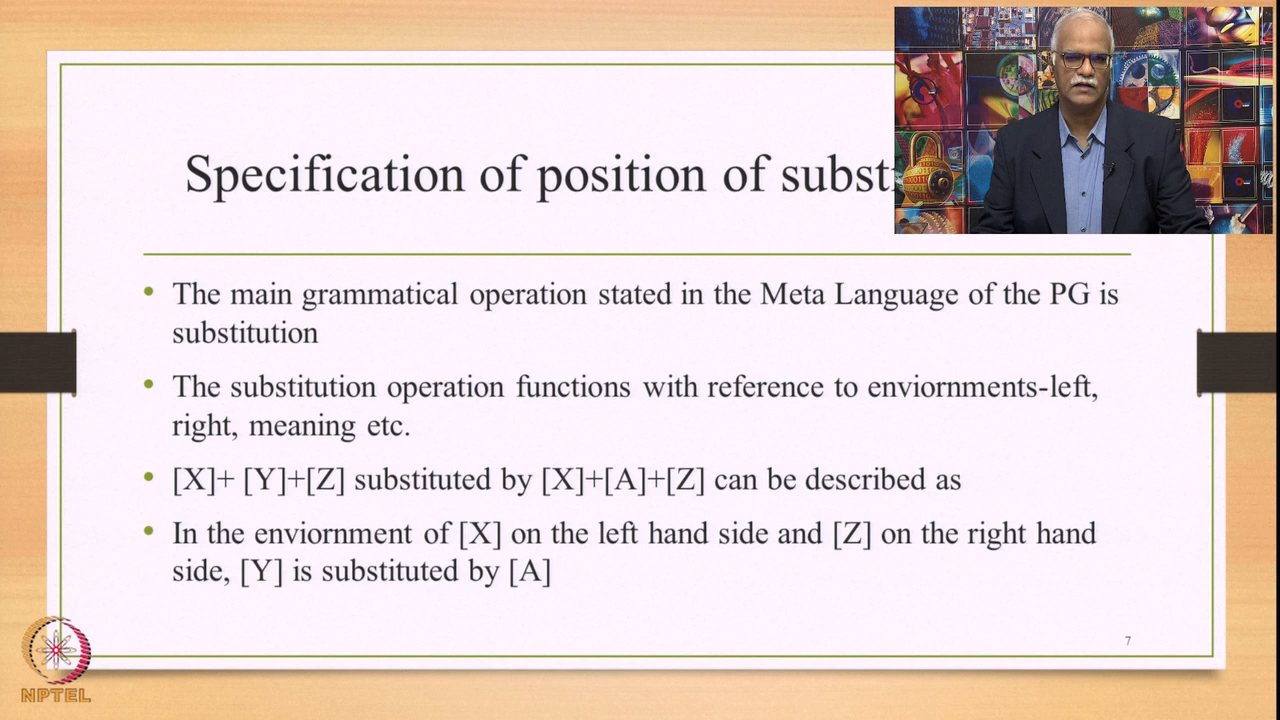 Specification of position of
The main grammatical operation stated in the Meta Language of the PG is
substitution
The substitution operation functions with reference to enviornments-left,
right, meaning etc.
[X]+ [Y]+[Z] substituted by [X]+[A]+[Z] can be described as
In the enviornment of [X] on the left hand side and [Z] on the right hand
side, [Y] is substituted by [A]
7
NPTEL